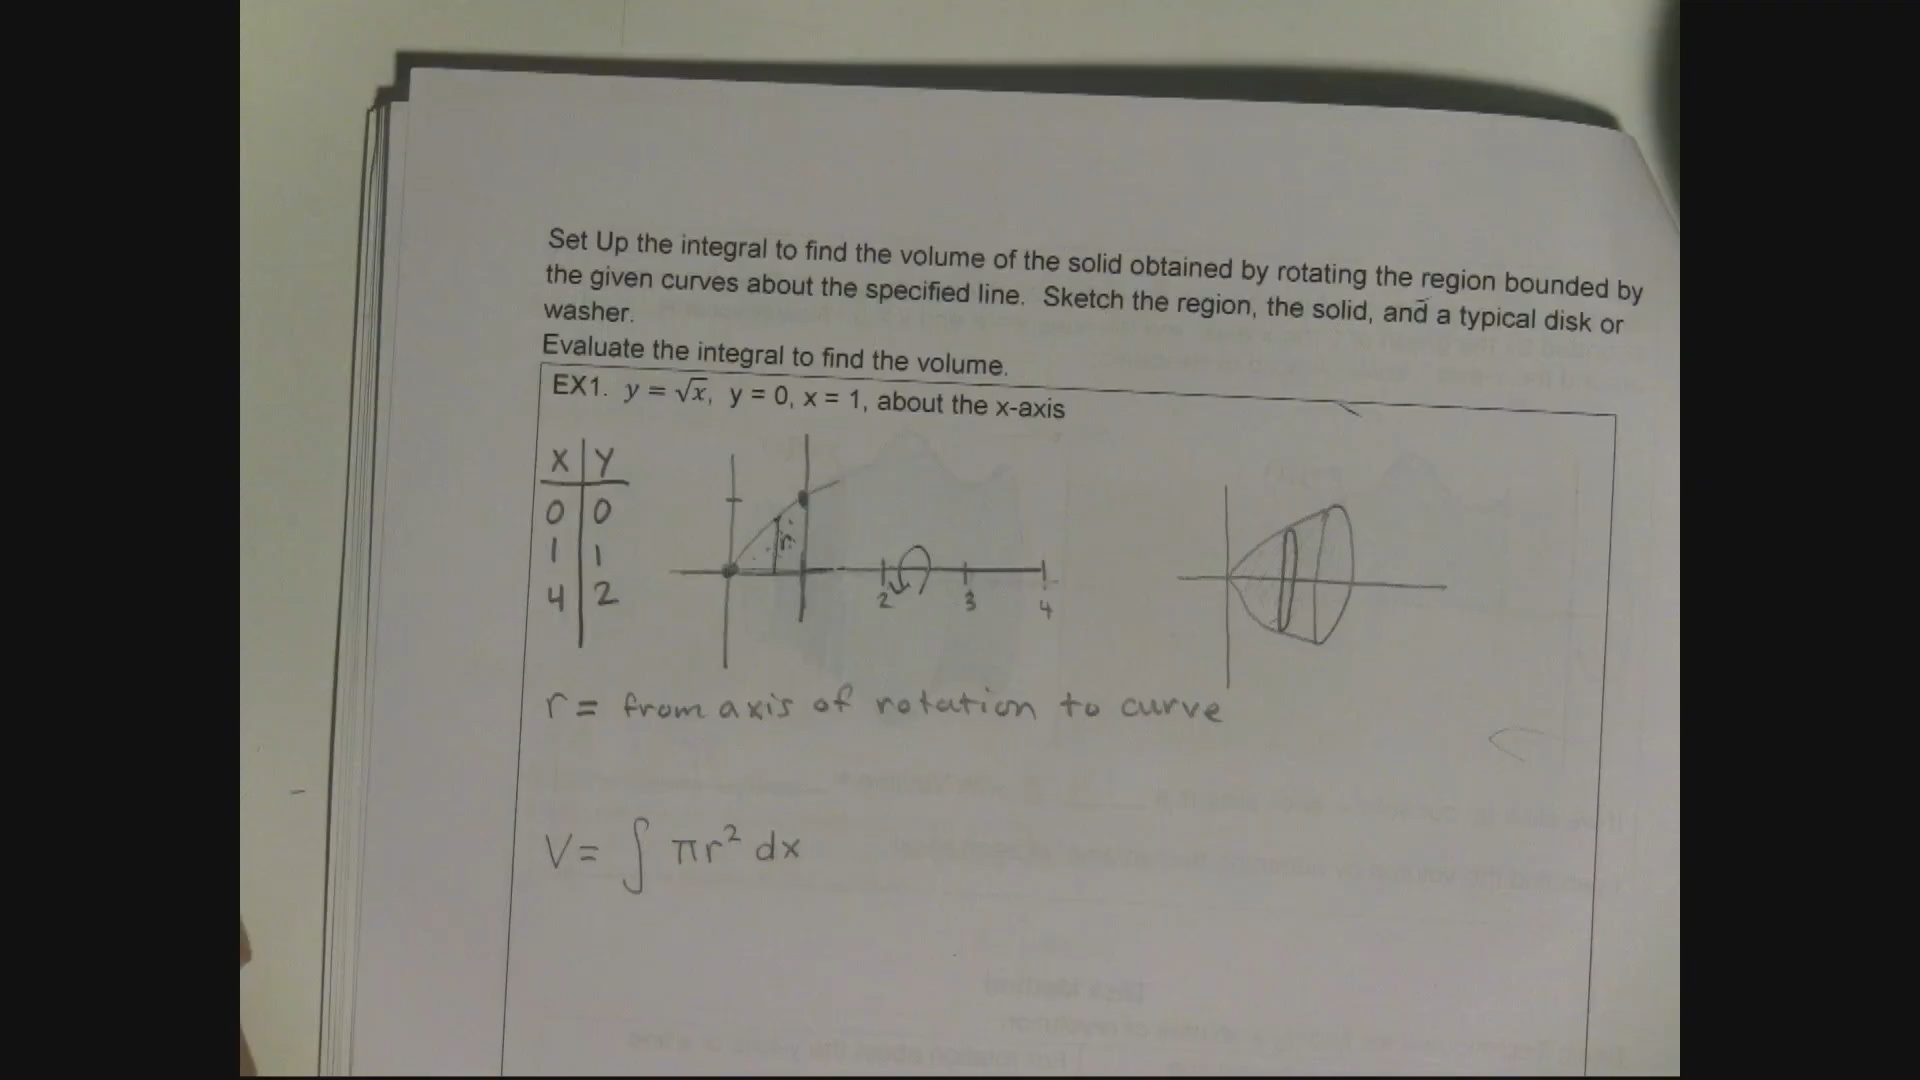 Set Up the integral to find the volume of the solid obtained by rotating the region bounded by
the given curves about the specified line. Sketch the region, the solid, and a typical disk or
washer.
Evaluate the integral to find the volume.
EX1. y = √x, y = 0, x = 1, about the x-axis
X Y
0 0
1 1
4 2
r
2 3 4
r = from axis of rotation to curve
V = ∫ πr² dx